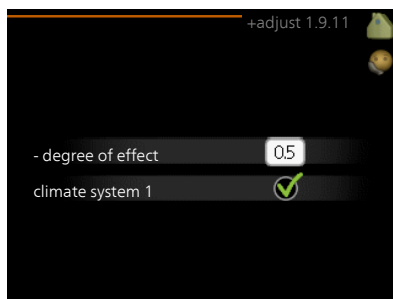 +adjust 1.9.11
- degree of effect 0.5
climate system 1